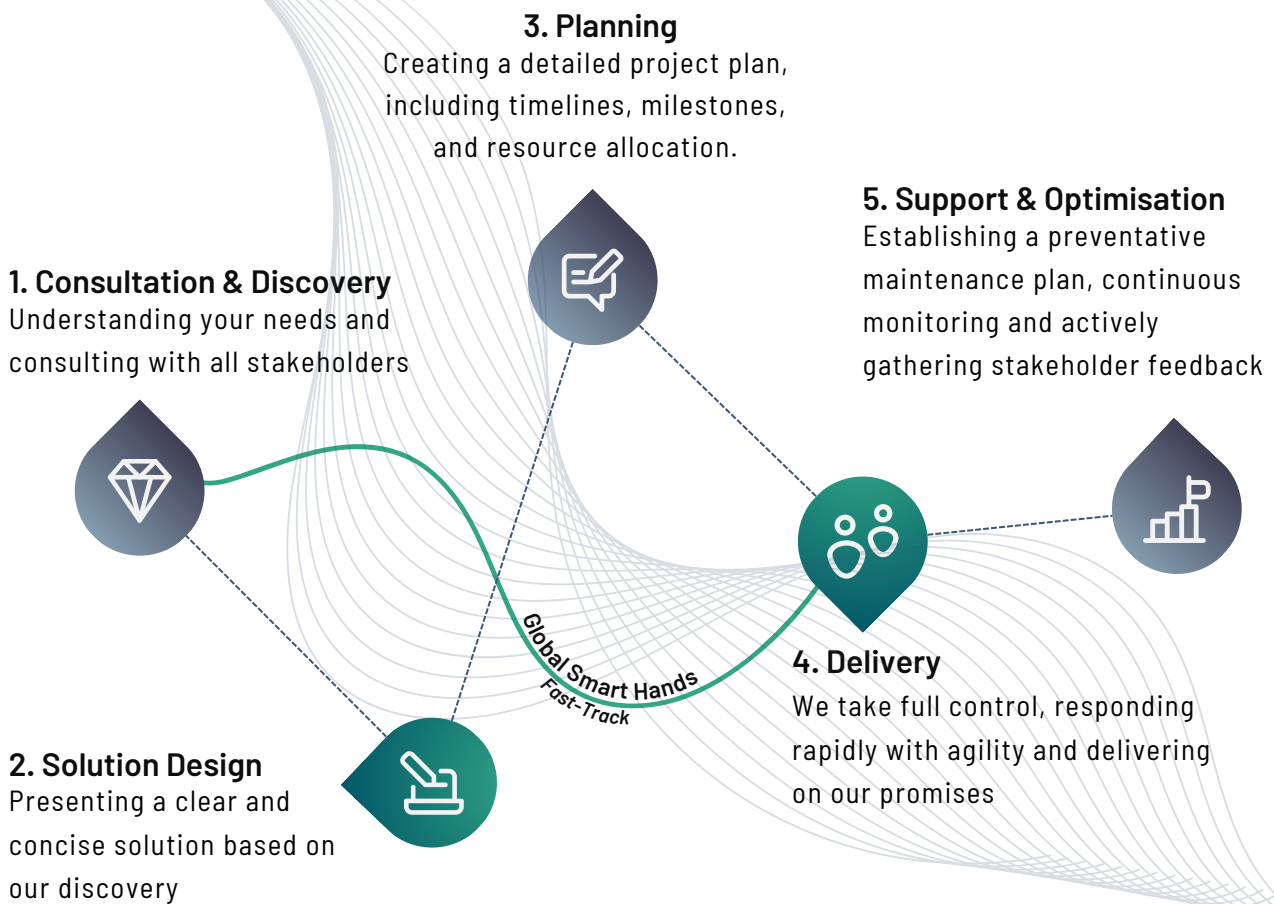 1. Consultation & Discovery
Understanding your needs and
consulting with all stakeholders
2. Solution Design
Presenting a clear and
concise solution based on
our discovery
3. Planning
Creating a detailed project plan,
including timelines, milestones,
and resource allocation.
Global Smart Hands
Fast-Track
4. Delivery
We take full control, responding
rapidly with agility and delivering
on our promises
5. Support & Optimisation
Establishing a preventative
maintenance plan, continuous
monitoring and actively
gathering stakeholder feedback